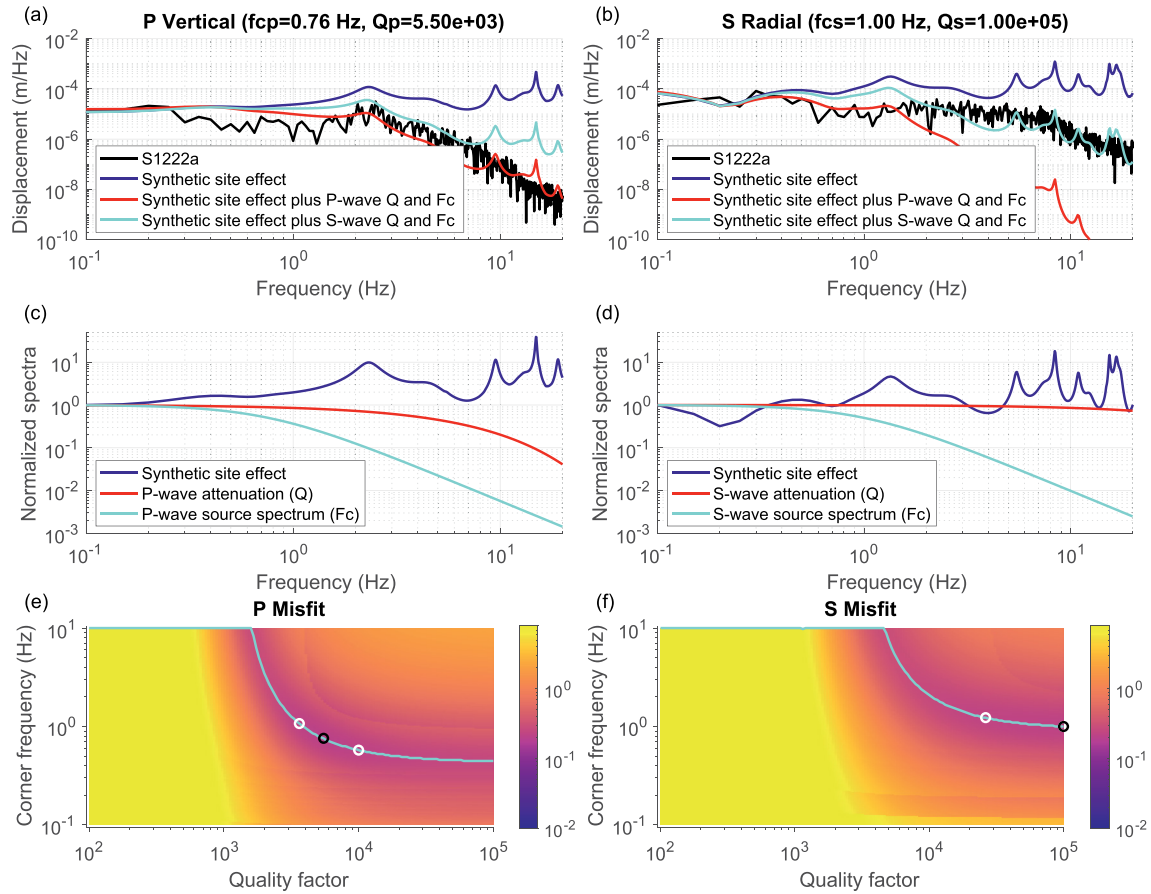 (a)
P Vertical (fcp=0.76 Hz, Qp=5.50e+03)
Displacement (m/Hz)
10^-2
10^-4
10^-6
10^-8
10^-10
S1222a
Synthetic site effect
Synthetic site effect plus P-wave Q and Fc
Synthetic site effect plus S-wave Q and Fc
10^-1
10^0
10^1
Frequency (Hz)
(b)
S Radial (fcs=1.00 Hz, Qs=1.00e+05)
Displacement (m/Hz)
10^-2
10^-4
10^-6
10^-8
10^-10
S1222a
Synthetic site effect
Synthetic site effect plus P-wave Q and Fc
Synthetic site effect plus S-wave Q and Fc
10^-1
10^0
10^1
Frequency (Hz)
(c)
Normalized spectra
10^1
10^0
10^-1
10^-2
10^-3
Synthetic site effect
P-wave attenuation (Q)
P-wave source spectrum (Fc)
10^-1
10^0
10^1
Frequency (Hz)
(d)
Normalized spectra
10^1
10^0
10^-1
10^-2
10^-3
Synthetic site effect
S-wave attenuation (Q)
S-wave source spectrum (Fc)
10^-1
10^0
10^1
Frequency (Hz)
(e)
P Misfit
Corner frequency (Hz)
10^1
10^0
10^-1
10^2
10^3
10^4
10^5
Quality factor
10^0
10^-1
10^-2
(f)
S Misfit
Corner frequency (Hz)
10^1
10^0
10^-1
10^2
10^3
10^4
10^5
Quality factor
10^0
10^-1
10^-2